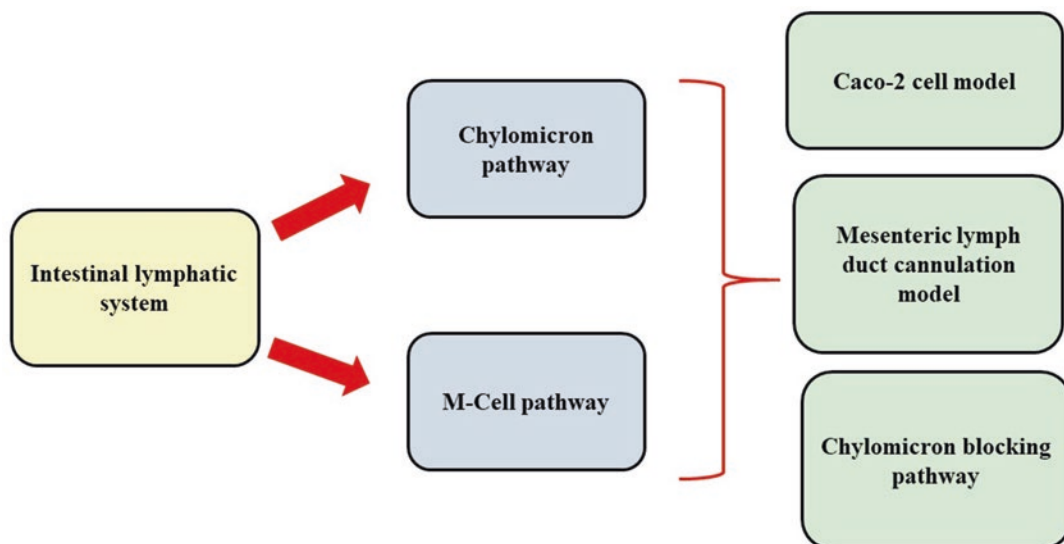 Intestinal lymphatic
system
Chylomicron
pathway
M-Cell pathway
Caco-2 cell model
Mesenteric lymph
duct cannulation
model
Chylomicron blocking
pathway